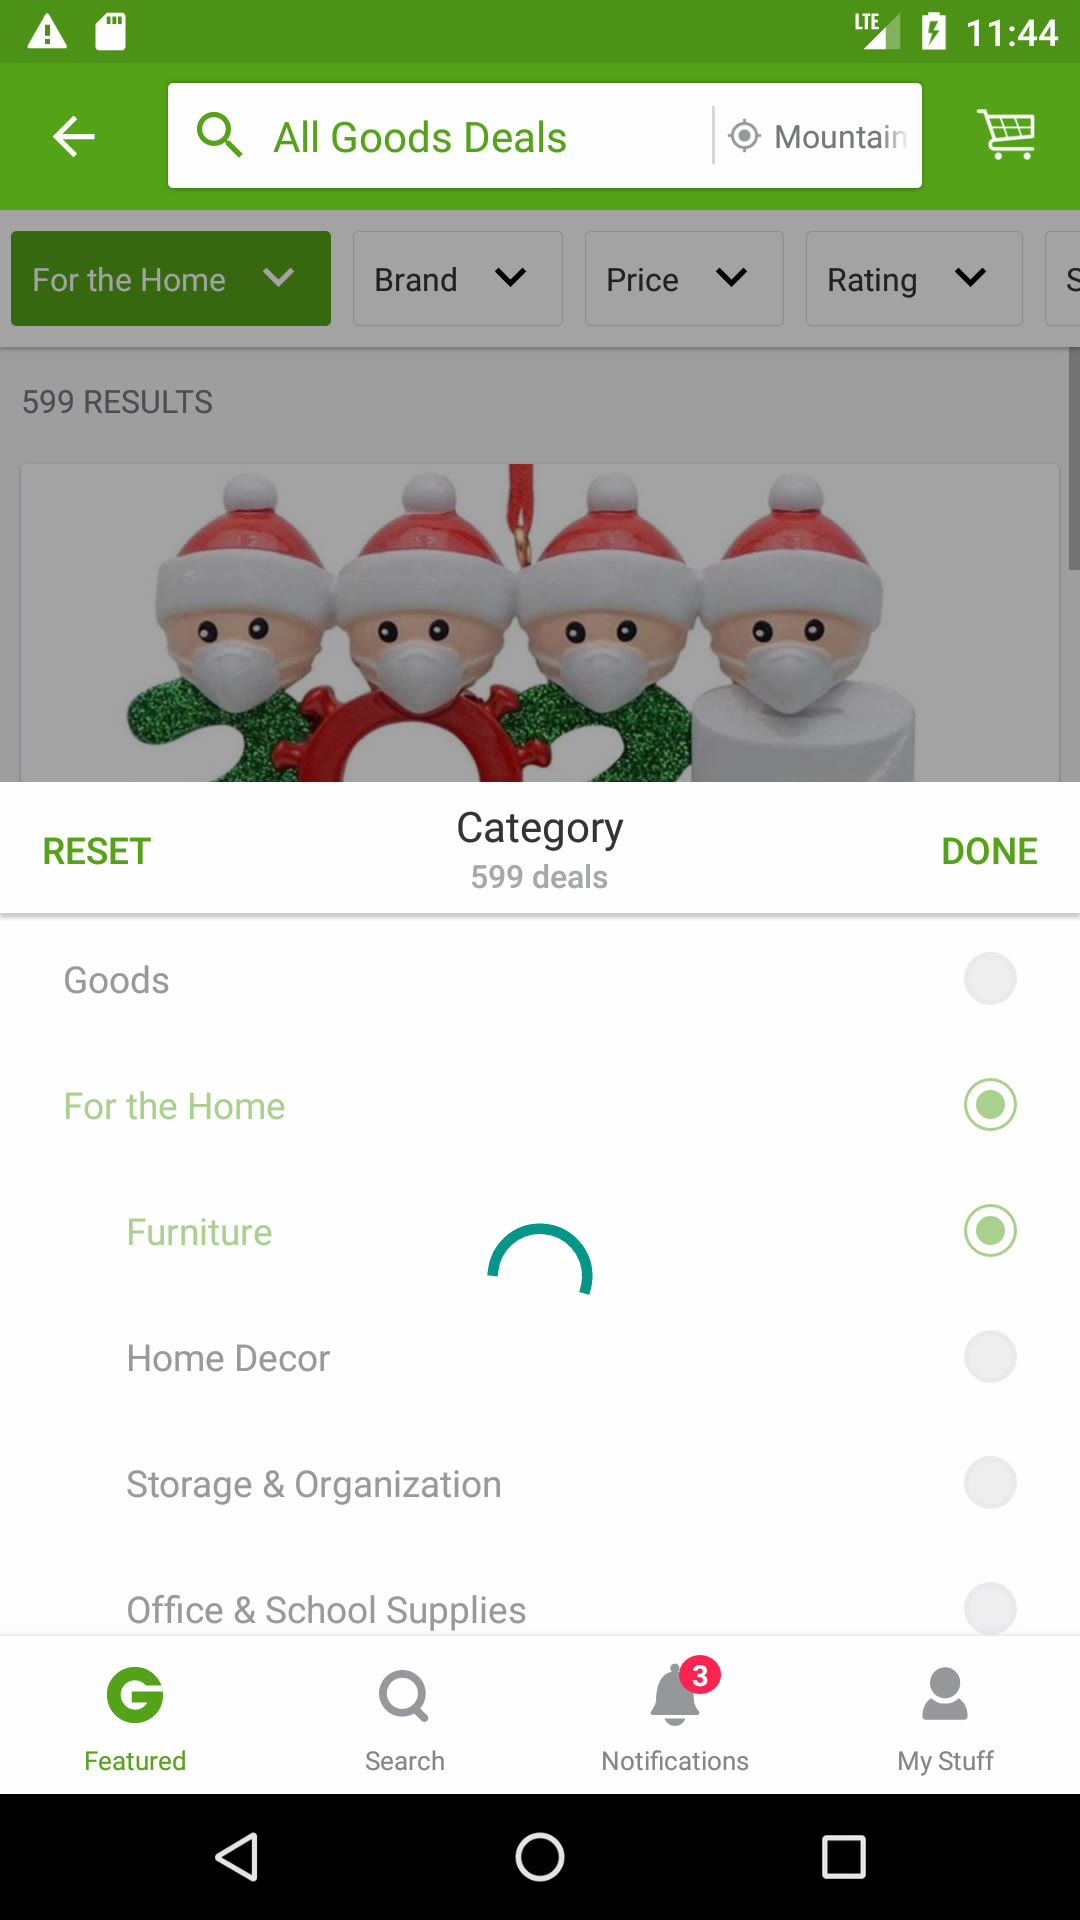 LTE 11:44
All Goods Deals Mountain
For the Home Brand Price Rating S
599 RESULTS
RESET Category DONE
599 deals
Goods
For the Home
Furniture
Home Decor
Storage & Organization
Office & School Supplies
3
Featured Search Notifications My Stuff